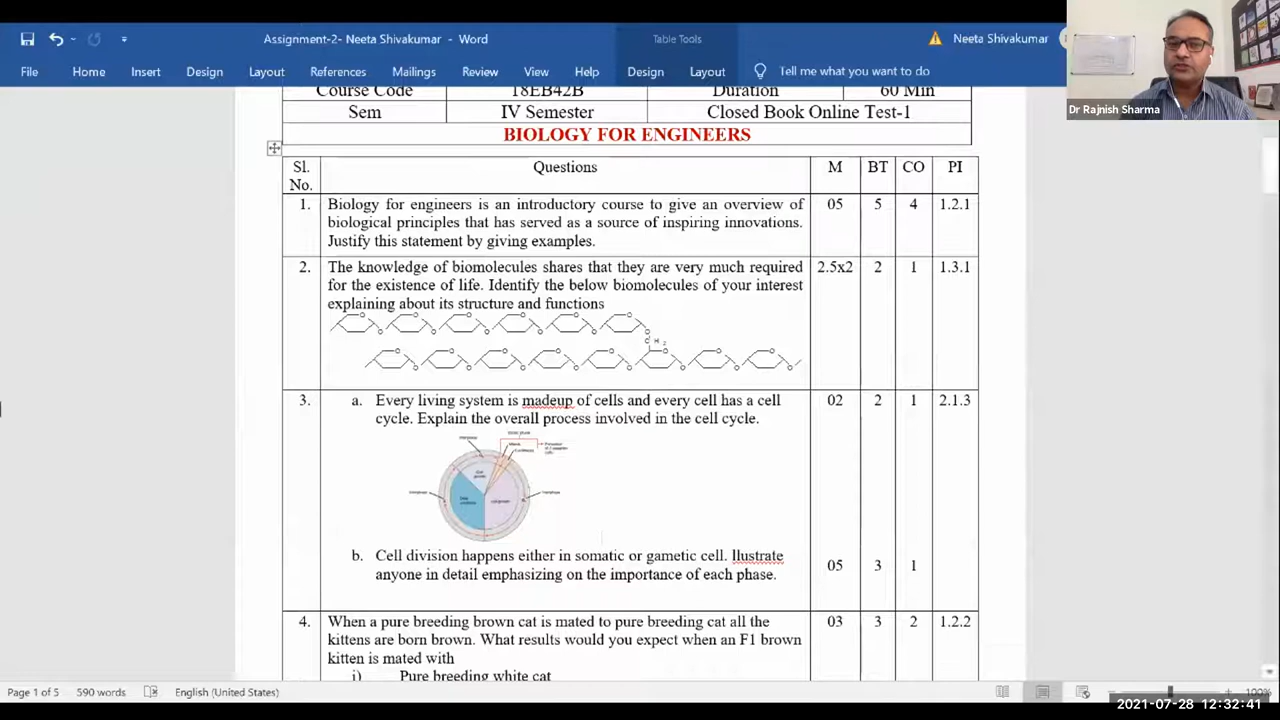 Assignment-2- Neeta Shivakumar - Word
Table Tools
Neeta Shivakumar
File Home Insert Design Layout References Mailings Review View Help Design Layout Tell me what you want to do
Dr Rajnish Sharma
Course Code 18EB42B Duration 60 Min
Sem IV Semester Closed Book Online Test-1
BIOLOGY FOR ENGINEERS
Sl. No. Questions M BT CO PI
1. Biology for engineers is an introductory course to give an overview of 05 5 4 1.2.1
biological principles that has served as a source of inspiring innovations.
Justify this statement by giving examples.
2. The knowledge of biomolecules shares that they are very much required 2.5x2 2 1 1.3.1
for the existence of life. Identify the below biomolecules of your interest
explaining about its structure and functions
3. a. Every living system is madeup of cells and every cell has a cell 02 2 1 2.1.3
cycle. Explain the overall process involved in the cell cycle.
b. Cell division happens either in somatic or gametic cell. Ilustrate
anyone in detail emphasizing on the importance of each phase. 05 3 1
4. When a pure breeding brown cat is mated to pure breeding cat all the 03 3 2 1.2.2
kittens are born brown. What results would you expect when an F1 brown
kitten is mated with
i) Pure breeding white cat
Page 1 of 5 590 words English (United States) 100%
2021-07-28 12:32:41